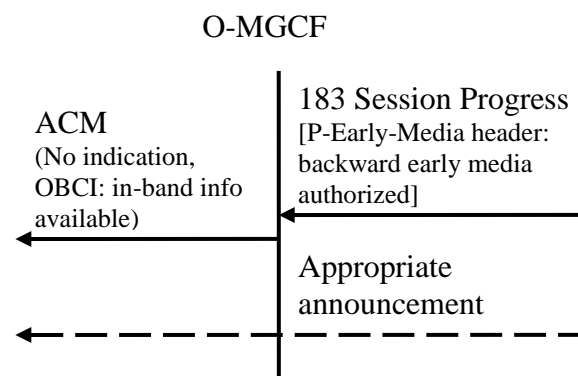 O-MGCF
183 Session Progress
[P-Early-Media header:
backward early media
authorized]
ACM
(No indication,
OBCI: in-band info
available)
Appropriate
announcement